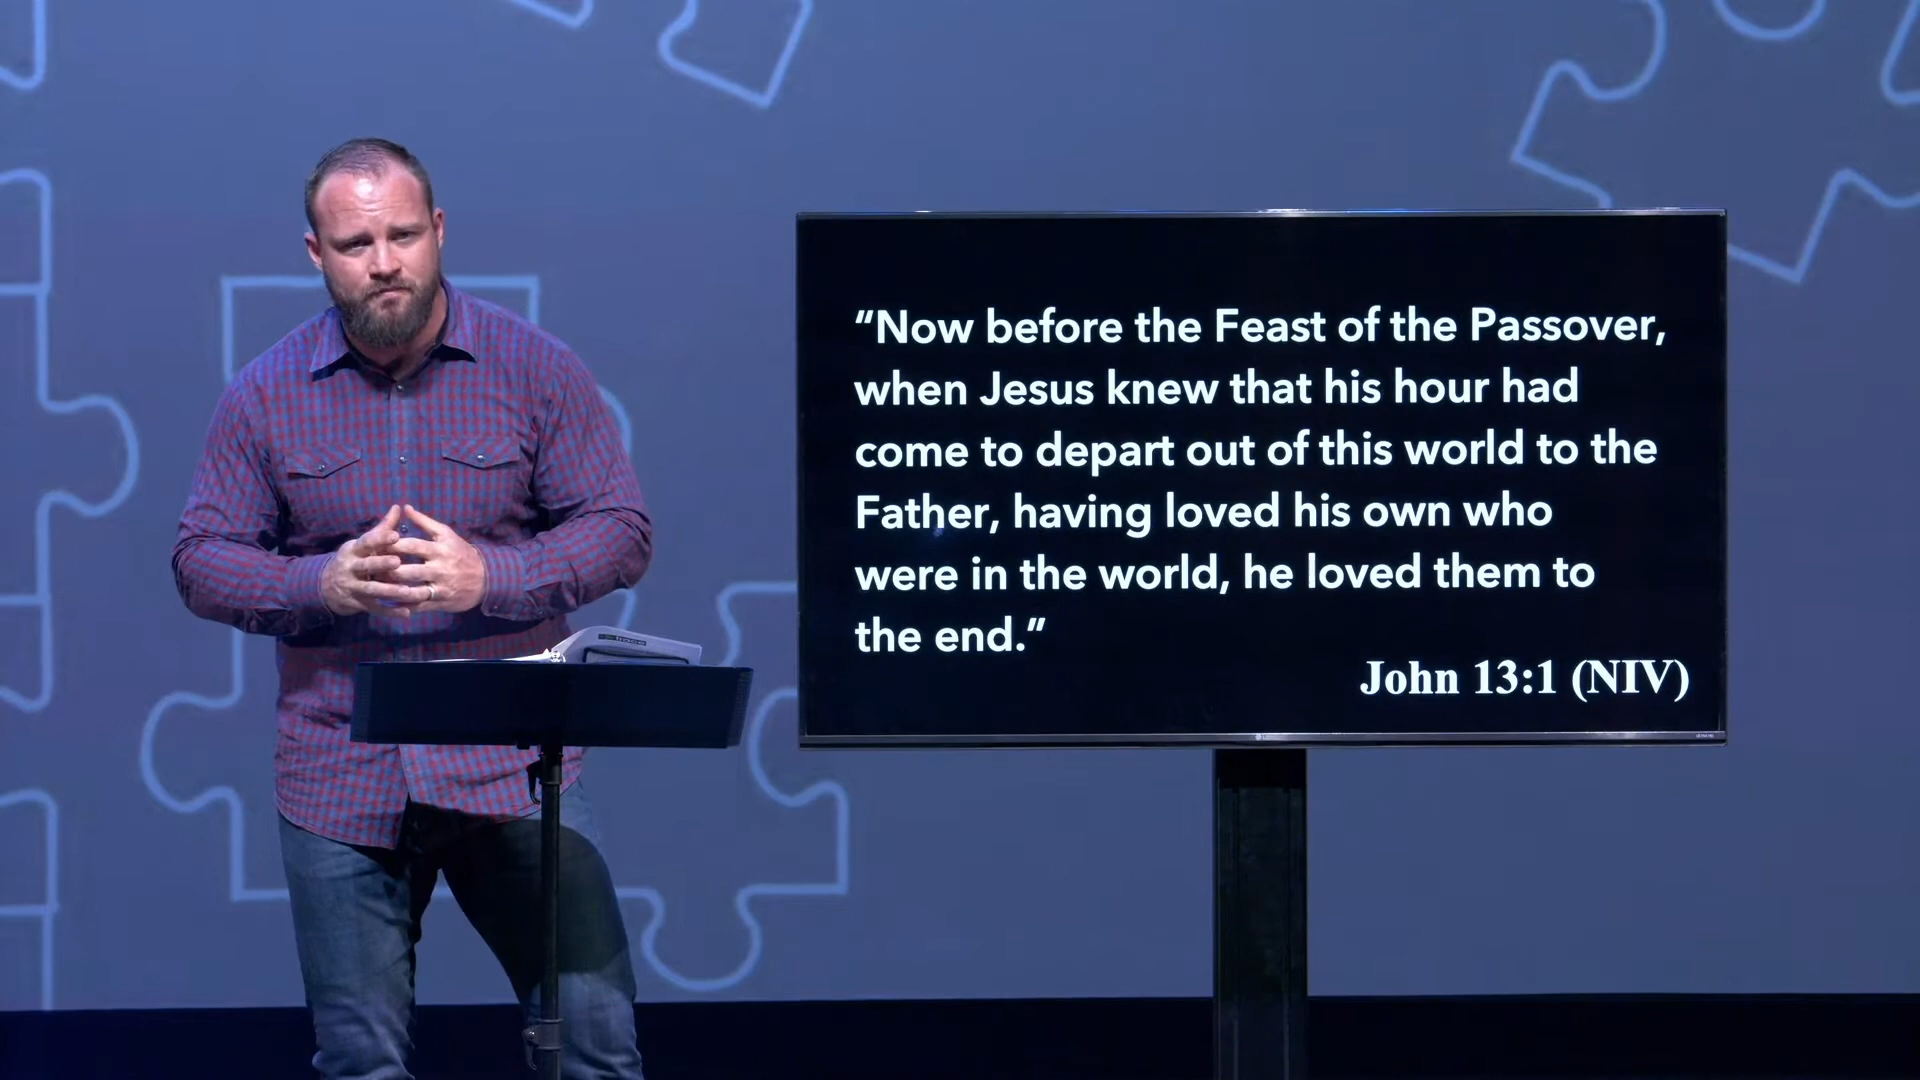 “Now before the Feast of the Passover,
when Jesus knew that his hour had
come to depart out of this world to the
Father, having loved his own who
were in the world, he loved them to
the end.”
John 13:1 (NIV)